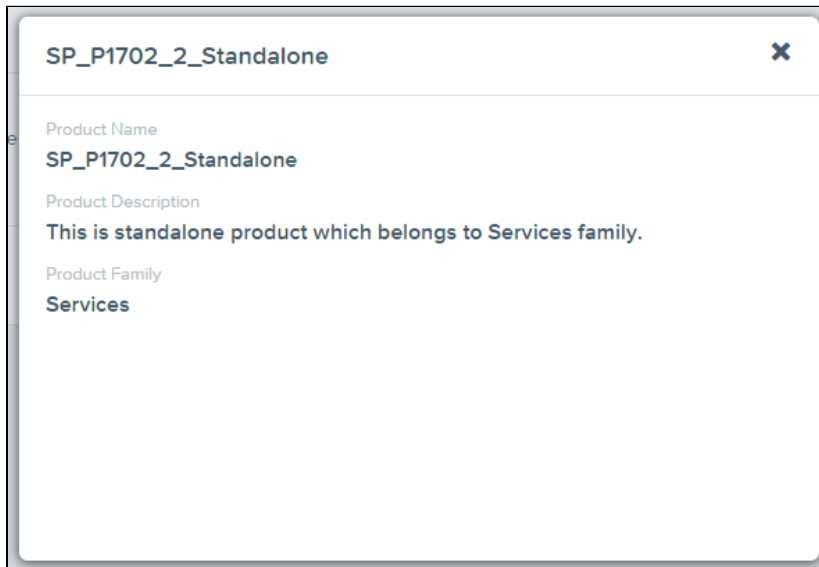 SP_P1702_2_Standalone
Product Name
SP_P1702_2_Standalone
Product Description
This is standalone product which belongs to Services family.
Product Family
Services